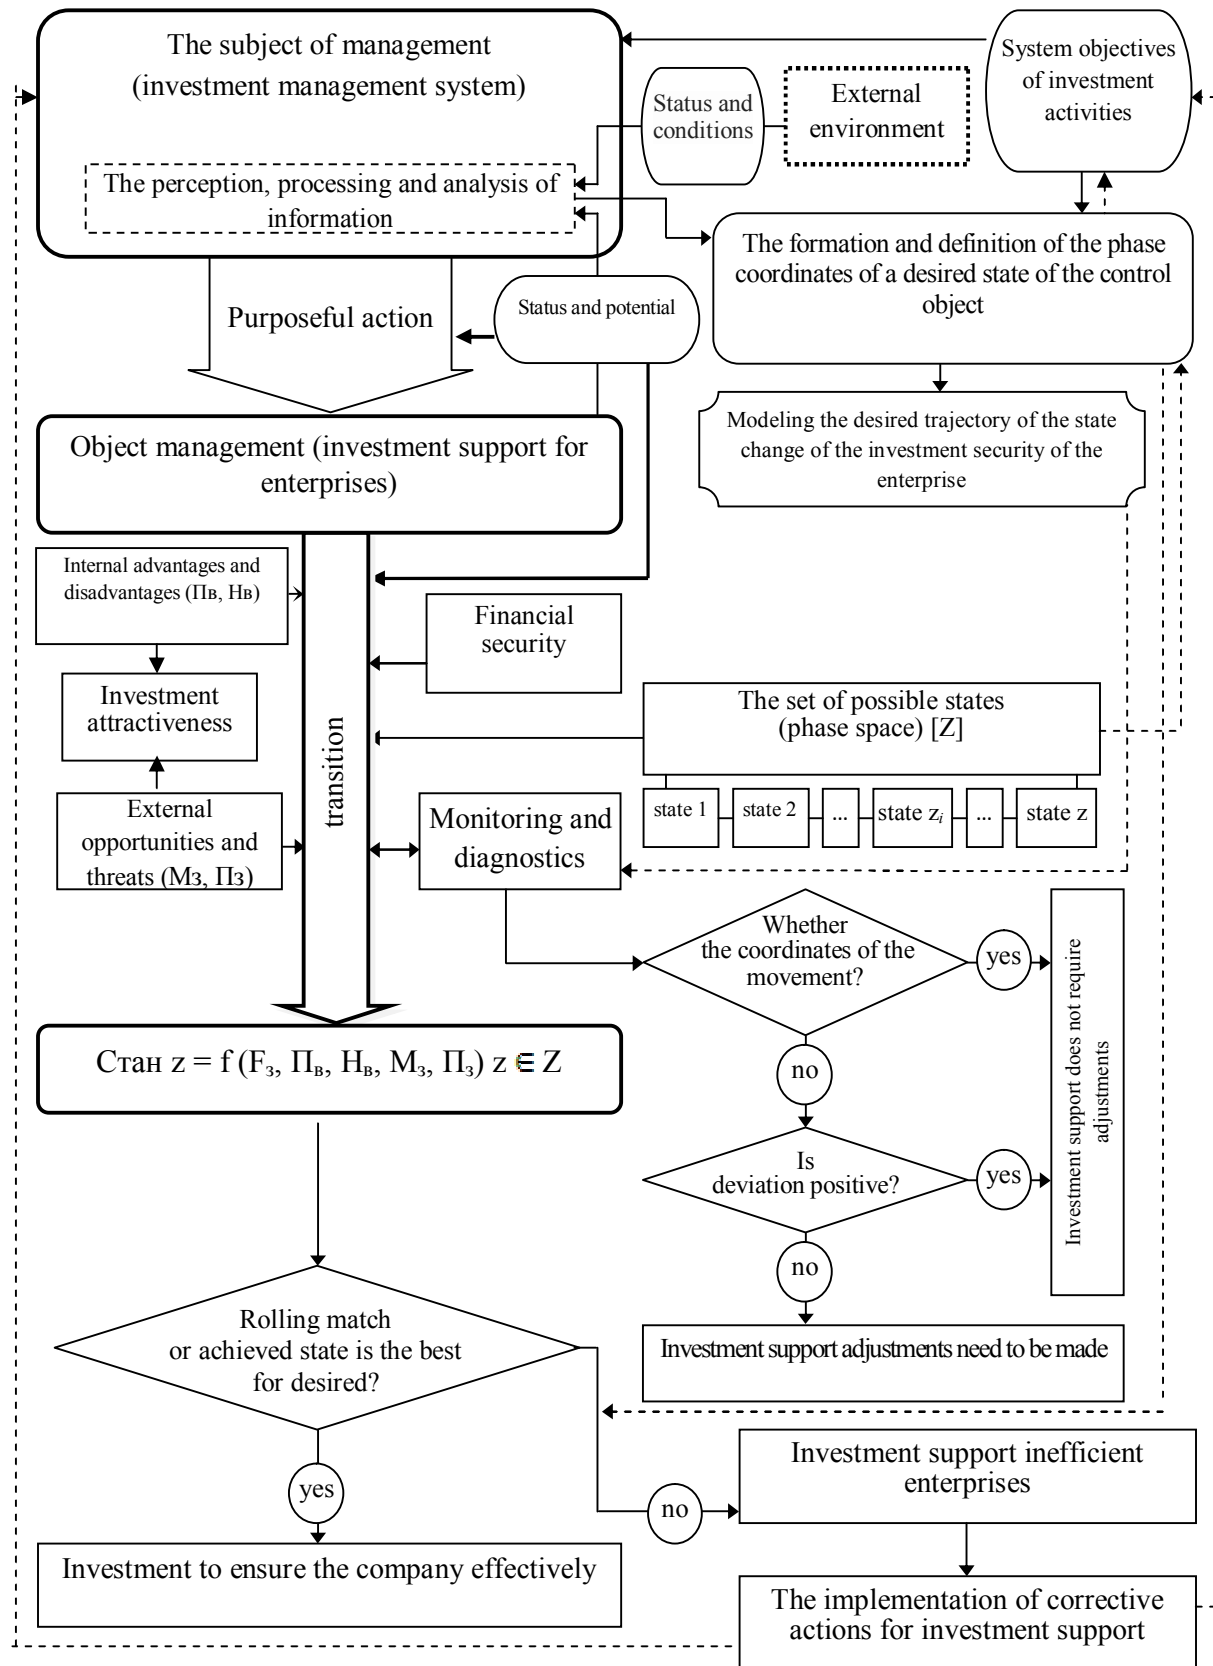 The subject of management
(investment management system)
System objectives
of investment
activities
Status and
conditions
External
environment
The perception, processing and analysis of
information
The formation and definition of the phase
coordinates of a desired state of the control
object
Purposeful action
Status and potential
Modeling the desired trajectory of the state
change of the investment security of the
enterprise
Object management (investment support for
enterprises)
Internal advantages and
disadvantages (Пв, Нв)
Financial
security
Investment
attractiveness
The set of possible states
(phase space) [Z]
transition
state 1
state 2
...
state zᵢ
...
state z
External
opportunities and
threats (Мз, Пз)
Monitoring and
diagnostics
Whether
the coordinates of the
movement?
yes
Investment support does not require
adjustments
no
Стан z = f (Fз, Пв, Нв, Мз, Пз) z ∈ Z
Is
deviation positive?
yes
no
Investment support adjustments need to be made
Rolling match
or achieved state is the best
for desired?
yes
no
Investment support inefficient
enterprises
Investment to ensure the company effectively
The implementation of corrective
actions for investment support